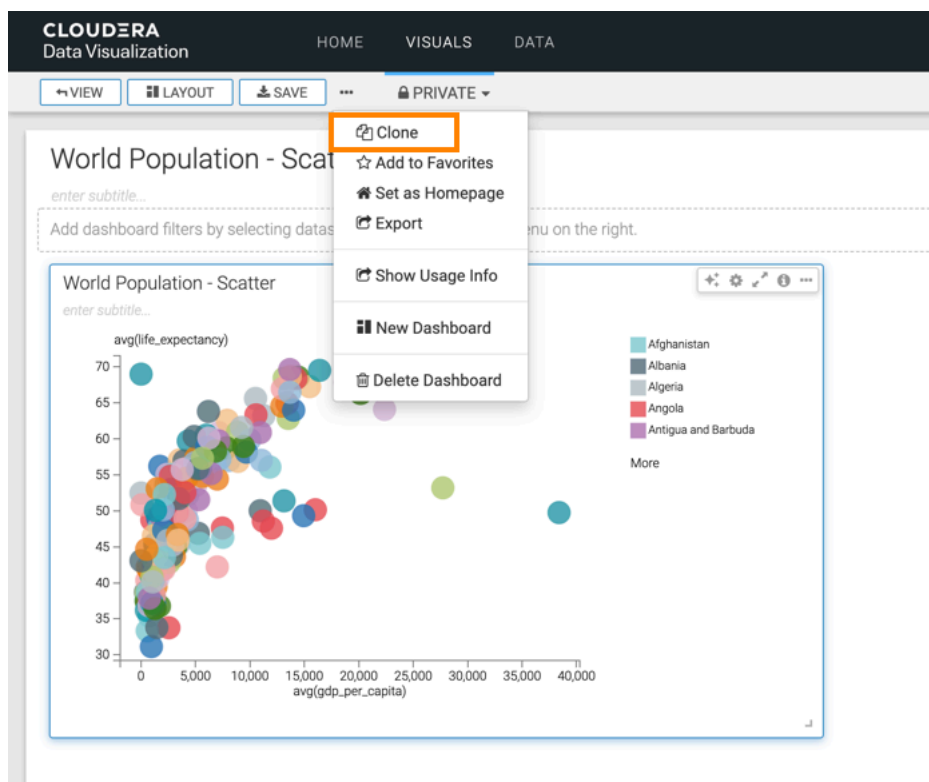 CLOUDERA
Data Visualization
HOME VISUALS DATA
VIEW LAYOUT SAVE ... PRIVATE
Clone
Add to Favorites
Set as Homepage
Export
Show Usage Info
New Dashboard
Delete Dashboard
World Population - Scat
enter subtitle...
Add dashboard filters by selecting datas
nu on the right.
World Population - Scatter
enter subtitle...
avg(life_expectancy)
70
65
60
55
50
45
40
35
30
0 5,000 10,000 15,000 20,000 25,000 30,000 35,000 40,000
avg(gdp_per_capita)
Afghanistan
Albania
Algeria
Angola
Antigua and Barbuda
More